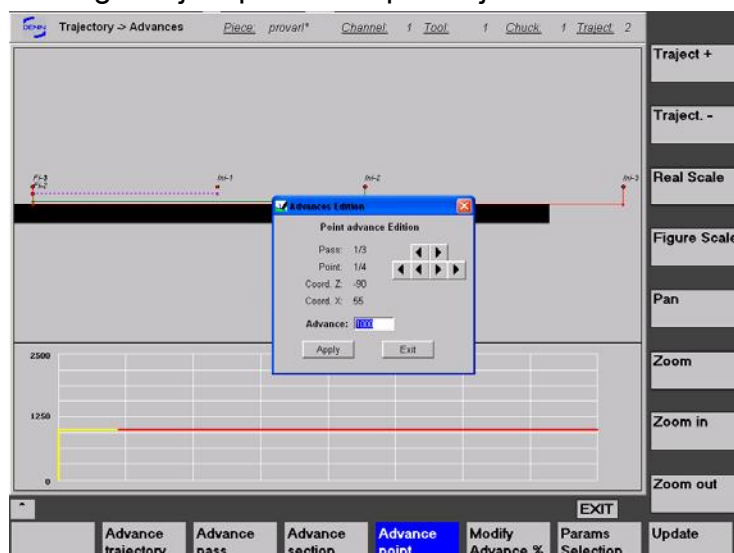 DENN Trajectory -> Advances Piece: provarl* Channel: 1 Tool: 1 Chuck: 1 Traject. 2
Traject +
Traject. -
Real Scale
Figure Scale
Pan
Zoom
Zoom in
Zoom out
Update
Ini-1
Ini-2
Ini-3
Advances Edition
Point advance Edition
Pass: 1/3
Point: 1/4
Coord. Z: -90
Coord. X: 55
Advance: 1000
Apply Exit
2500
1250
0
EXIT
Advance trajectory
Advance pass
Advance section
Advance point
Modify Advance %
Params Selection